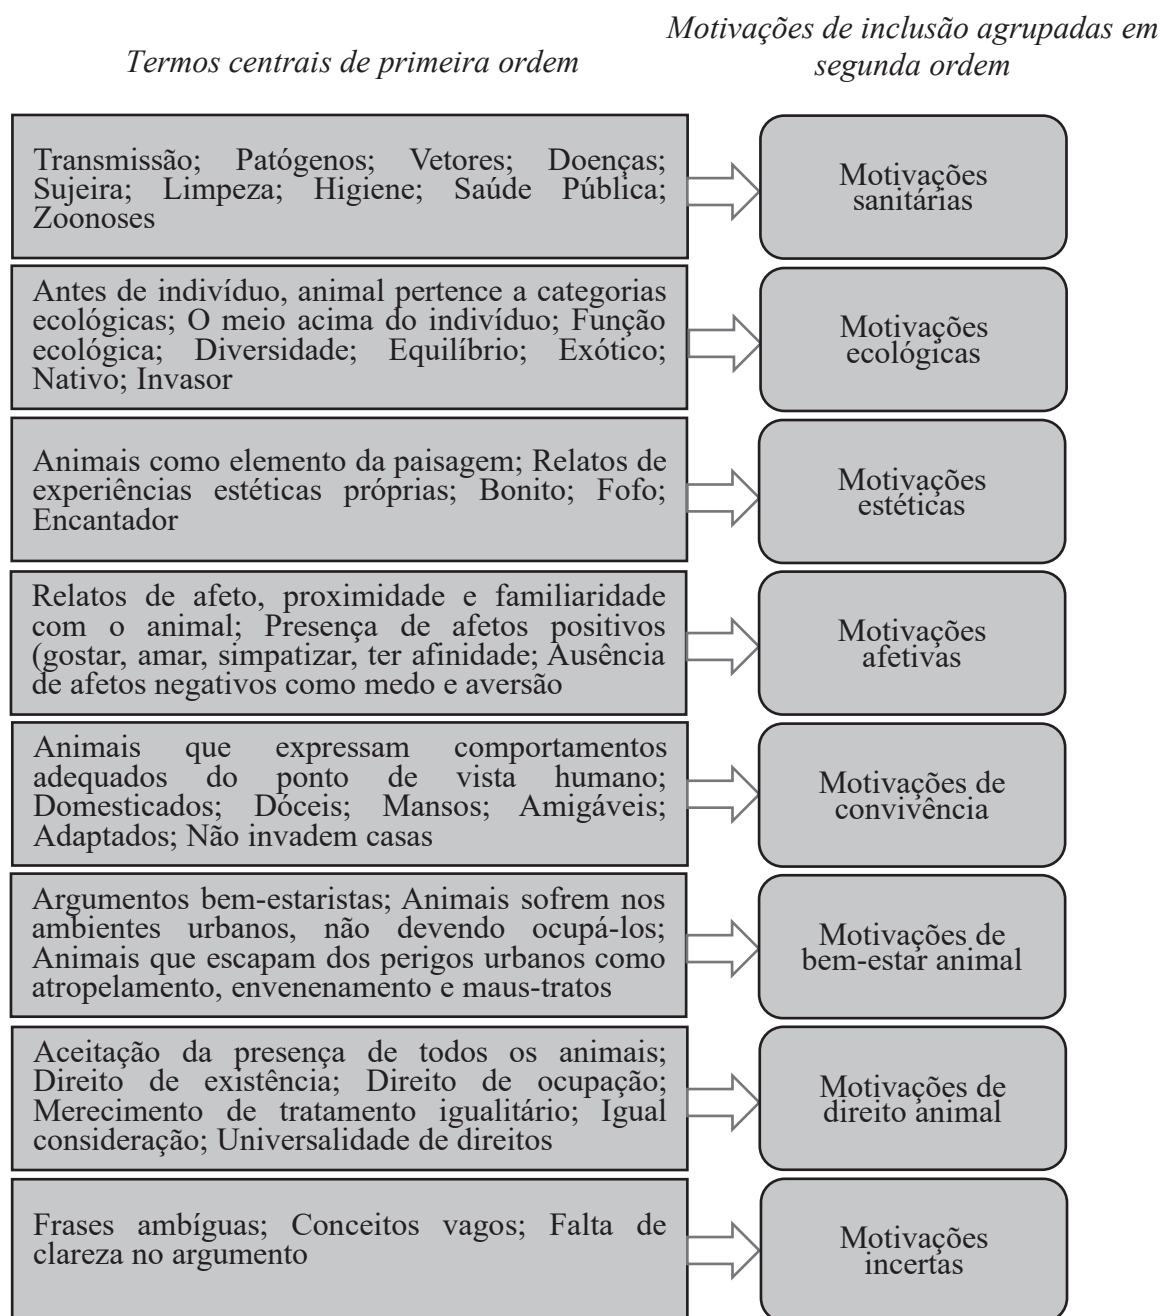 Termos centrais de primeira ordem
Motivações de inclusão agrupadas em
segunda ordem
Transmissão; Patógenos; Vetores; Doenças;
Sujeira; Limpeza; Higiene; Saúde Pública;
Zoonoses
Motivações
sanitárias
Antes de indivíduo, animal pertence a categorias
ecológicas; O meio acima do indivíduo; Função
ecológica; Diversidade; Equilíbrio; Exótico;
Nativo; Invasor
Motivações
ecológicas
Animais como elemento da paisagem; Relatos de
experiências estéticas próprias; Bonito; Fofo;
Encantador
Motivações
estéticas
Relatos de afeto, proximidade e familiaridade
com o animal; Presença de afetos positivos
(gostar, amar, simpatizar, ter afinidade; Ausência
de afetos negativos como medo e aversão
Motivações
afetivas
Animais que expressam comportamentos
adequados do ponto de vista humano;
Domesticados; Dóceis; Mansos; Amigáveis;
Adaptados; Não invadem casas
Motivações de
convivência
Argumentos bem-estaristas; Animais sofrem nos
ambientes urbanos, não devendo ocupá-los;
Animais que escapam dos perigos urbanos como
atropelamento, envenenamento e maus-tratos
Motivações de
bem-estar animal
Aceitação da presença de todos os animais;
Direito de existência; Direito de ocupação;
Merecimento de tratamento igualitário; Igual
consideração; Universalidade de direitos
Motivações de
direito animal
Frases ambíguas; Conceitos vagos; Falta de
clareza no argumento
Motivações
incertas